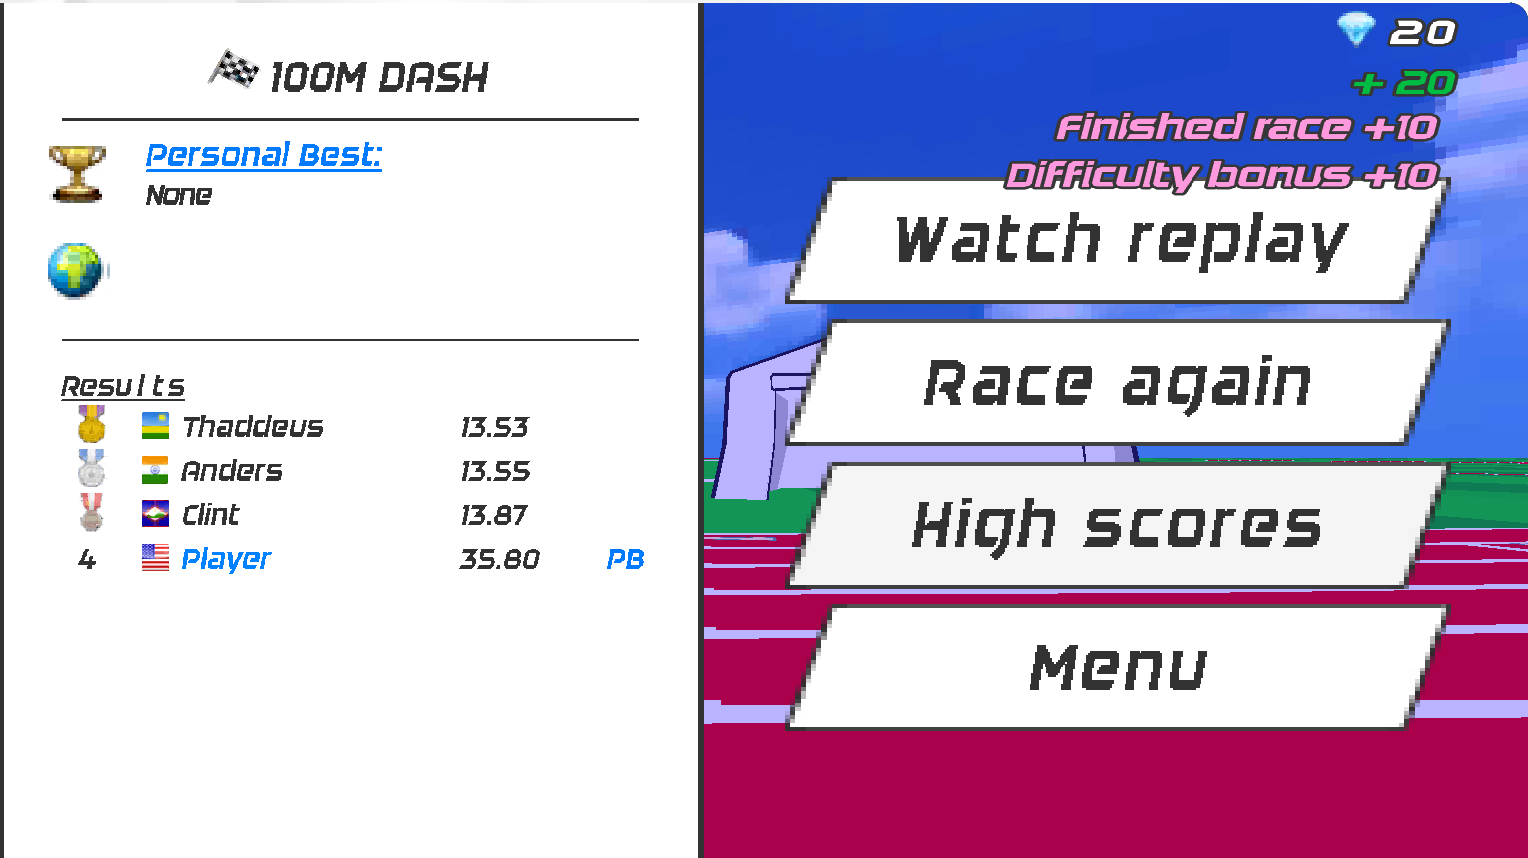 100M DASH
Personal Best:
None
Results
Thaddeus 13.53
Anders 13.55
Clint 13.87
4 Player 35.80 PB
20
+ 20
Finished race +10
Difficulty bonus +10
Watch replay
Race again
High scores
Menu